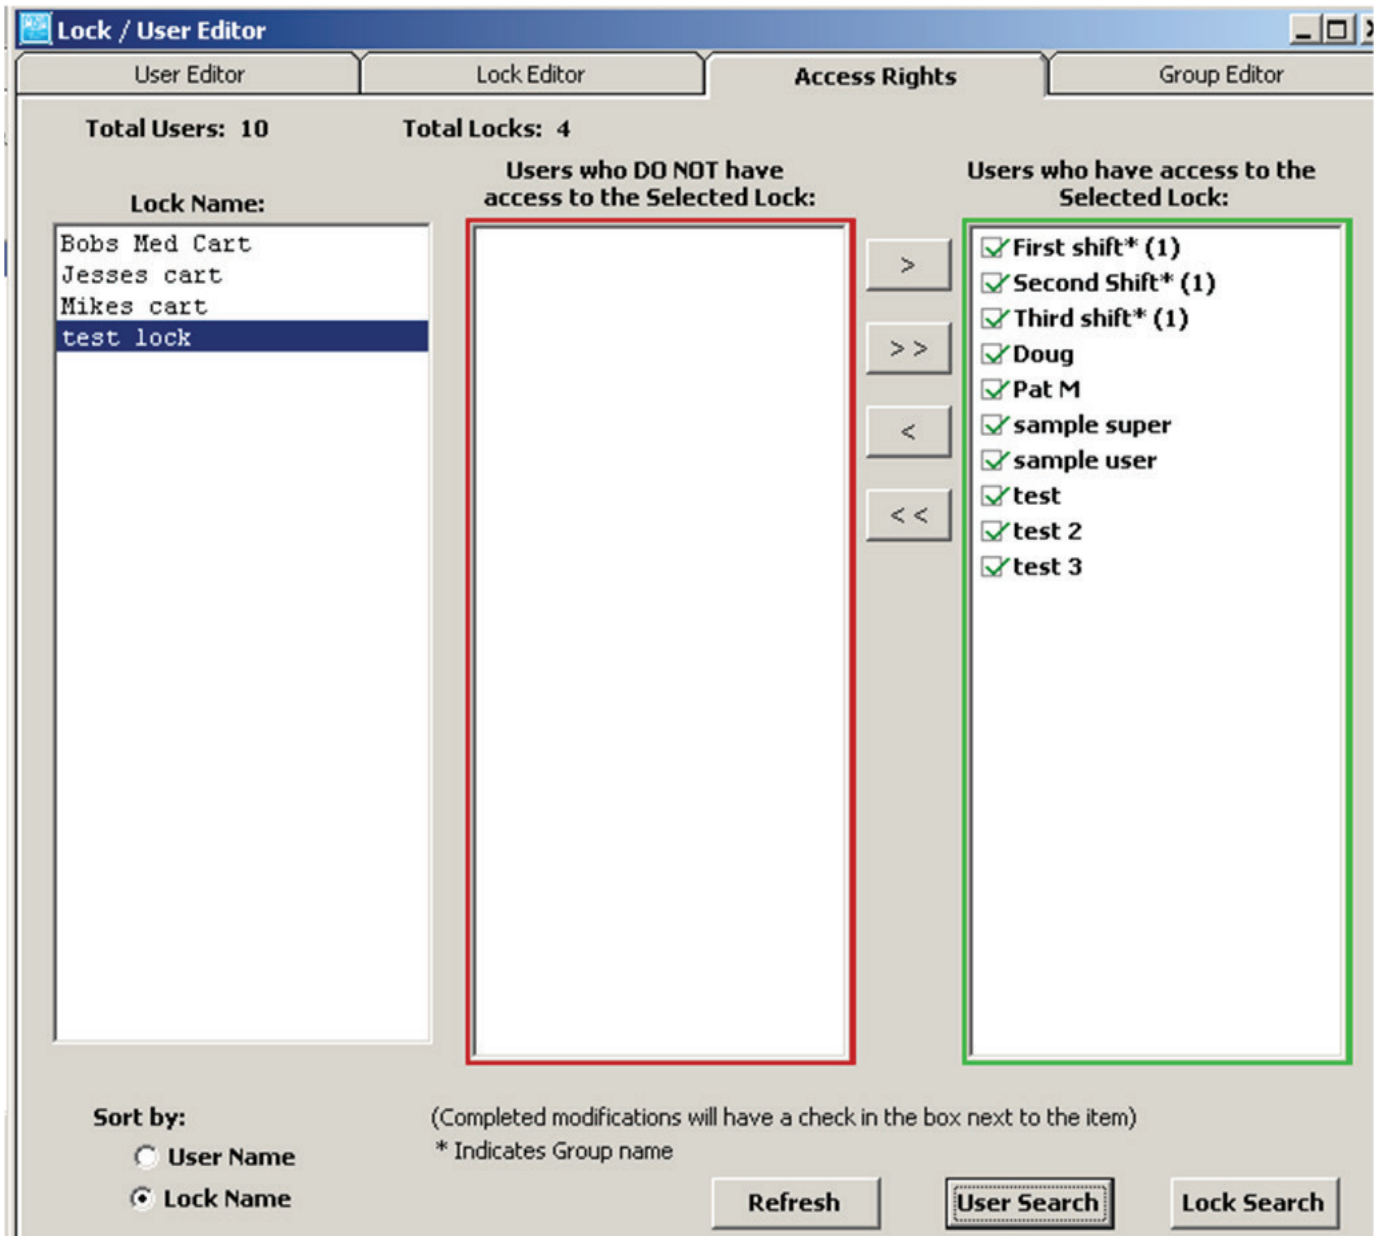 Lock / User Editor
User Editor
Lock Editor
Access Rights
Group Editor
Total Users: 10
Total Locks: 4
Lock Name:
Bobs Med Cart
Jesses cart
Mikes cart
test lock
Users who DO NOT have
access to the Selected Lock:
>
>>
<
<<
Users who have access to the
Selected Lock:
First shift* (1)
Second Shift* (1)
Third shift* (1)
Doug
Pat M
sample super
sample user
test
test 2
test 3
Sort by:
User Name
Lock Name
(Completed modifications will have a check in the box next to the item)
* Indicates Group name
Refresh
User Search
Lock Search